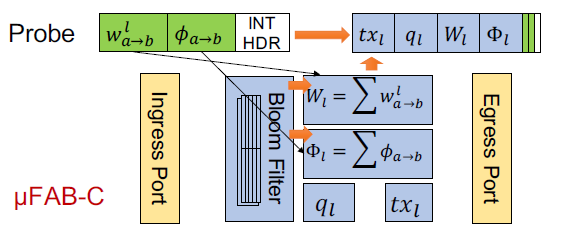 Probe
w^l_{a→b} ϕ_{a→b} INT HDR
tx_l q_l W_l Φ_l
Ingress Port
Bloom Filter
W_l = ∑ w^l_{a→b}
Φ_l = ∑ ϕ_{a→b}
q_l tx_l
Egress Port
μFAB-C